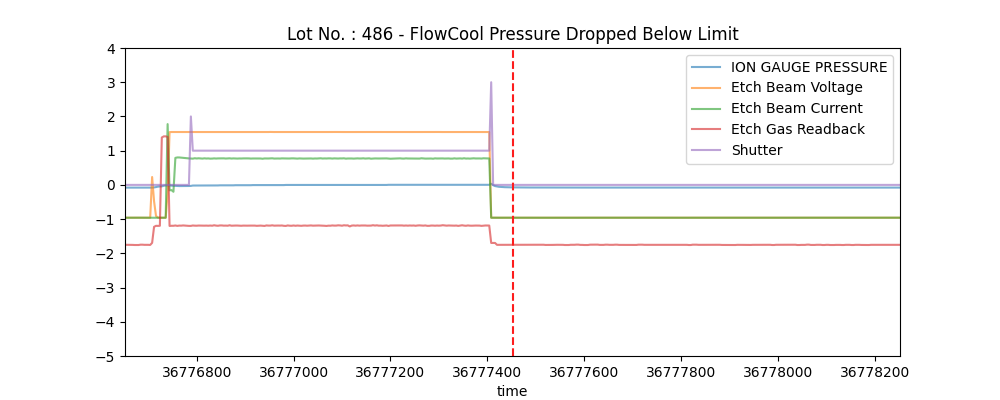 Lot No. : 486 - FlowCool Pressure Dropped Below Limit
4
3
2
1
0
−1
−2
−3
−4
−5
ION GAUGE PRESSURE
Etch Beam Voltage
Etch Beam Current
Etch Gas Readback
Shutter
36776800 36777000 36777200 36777400 36777600 36777800 36778000 36778200
time